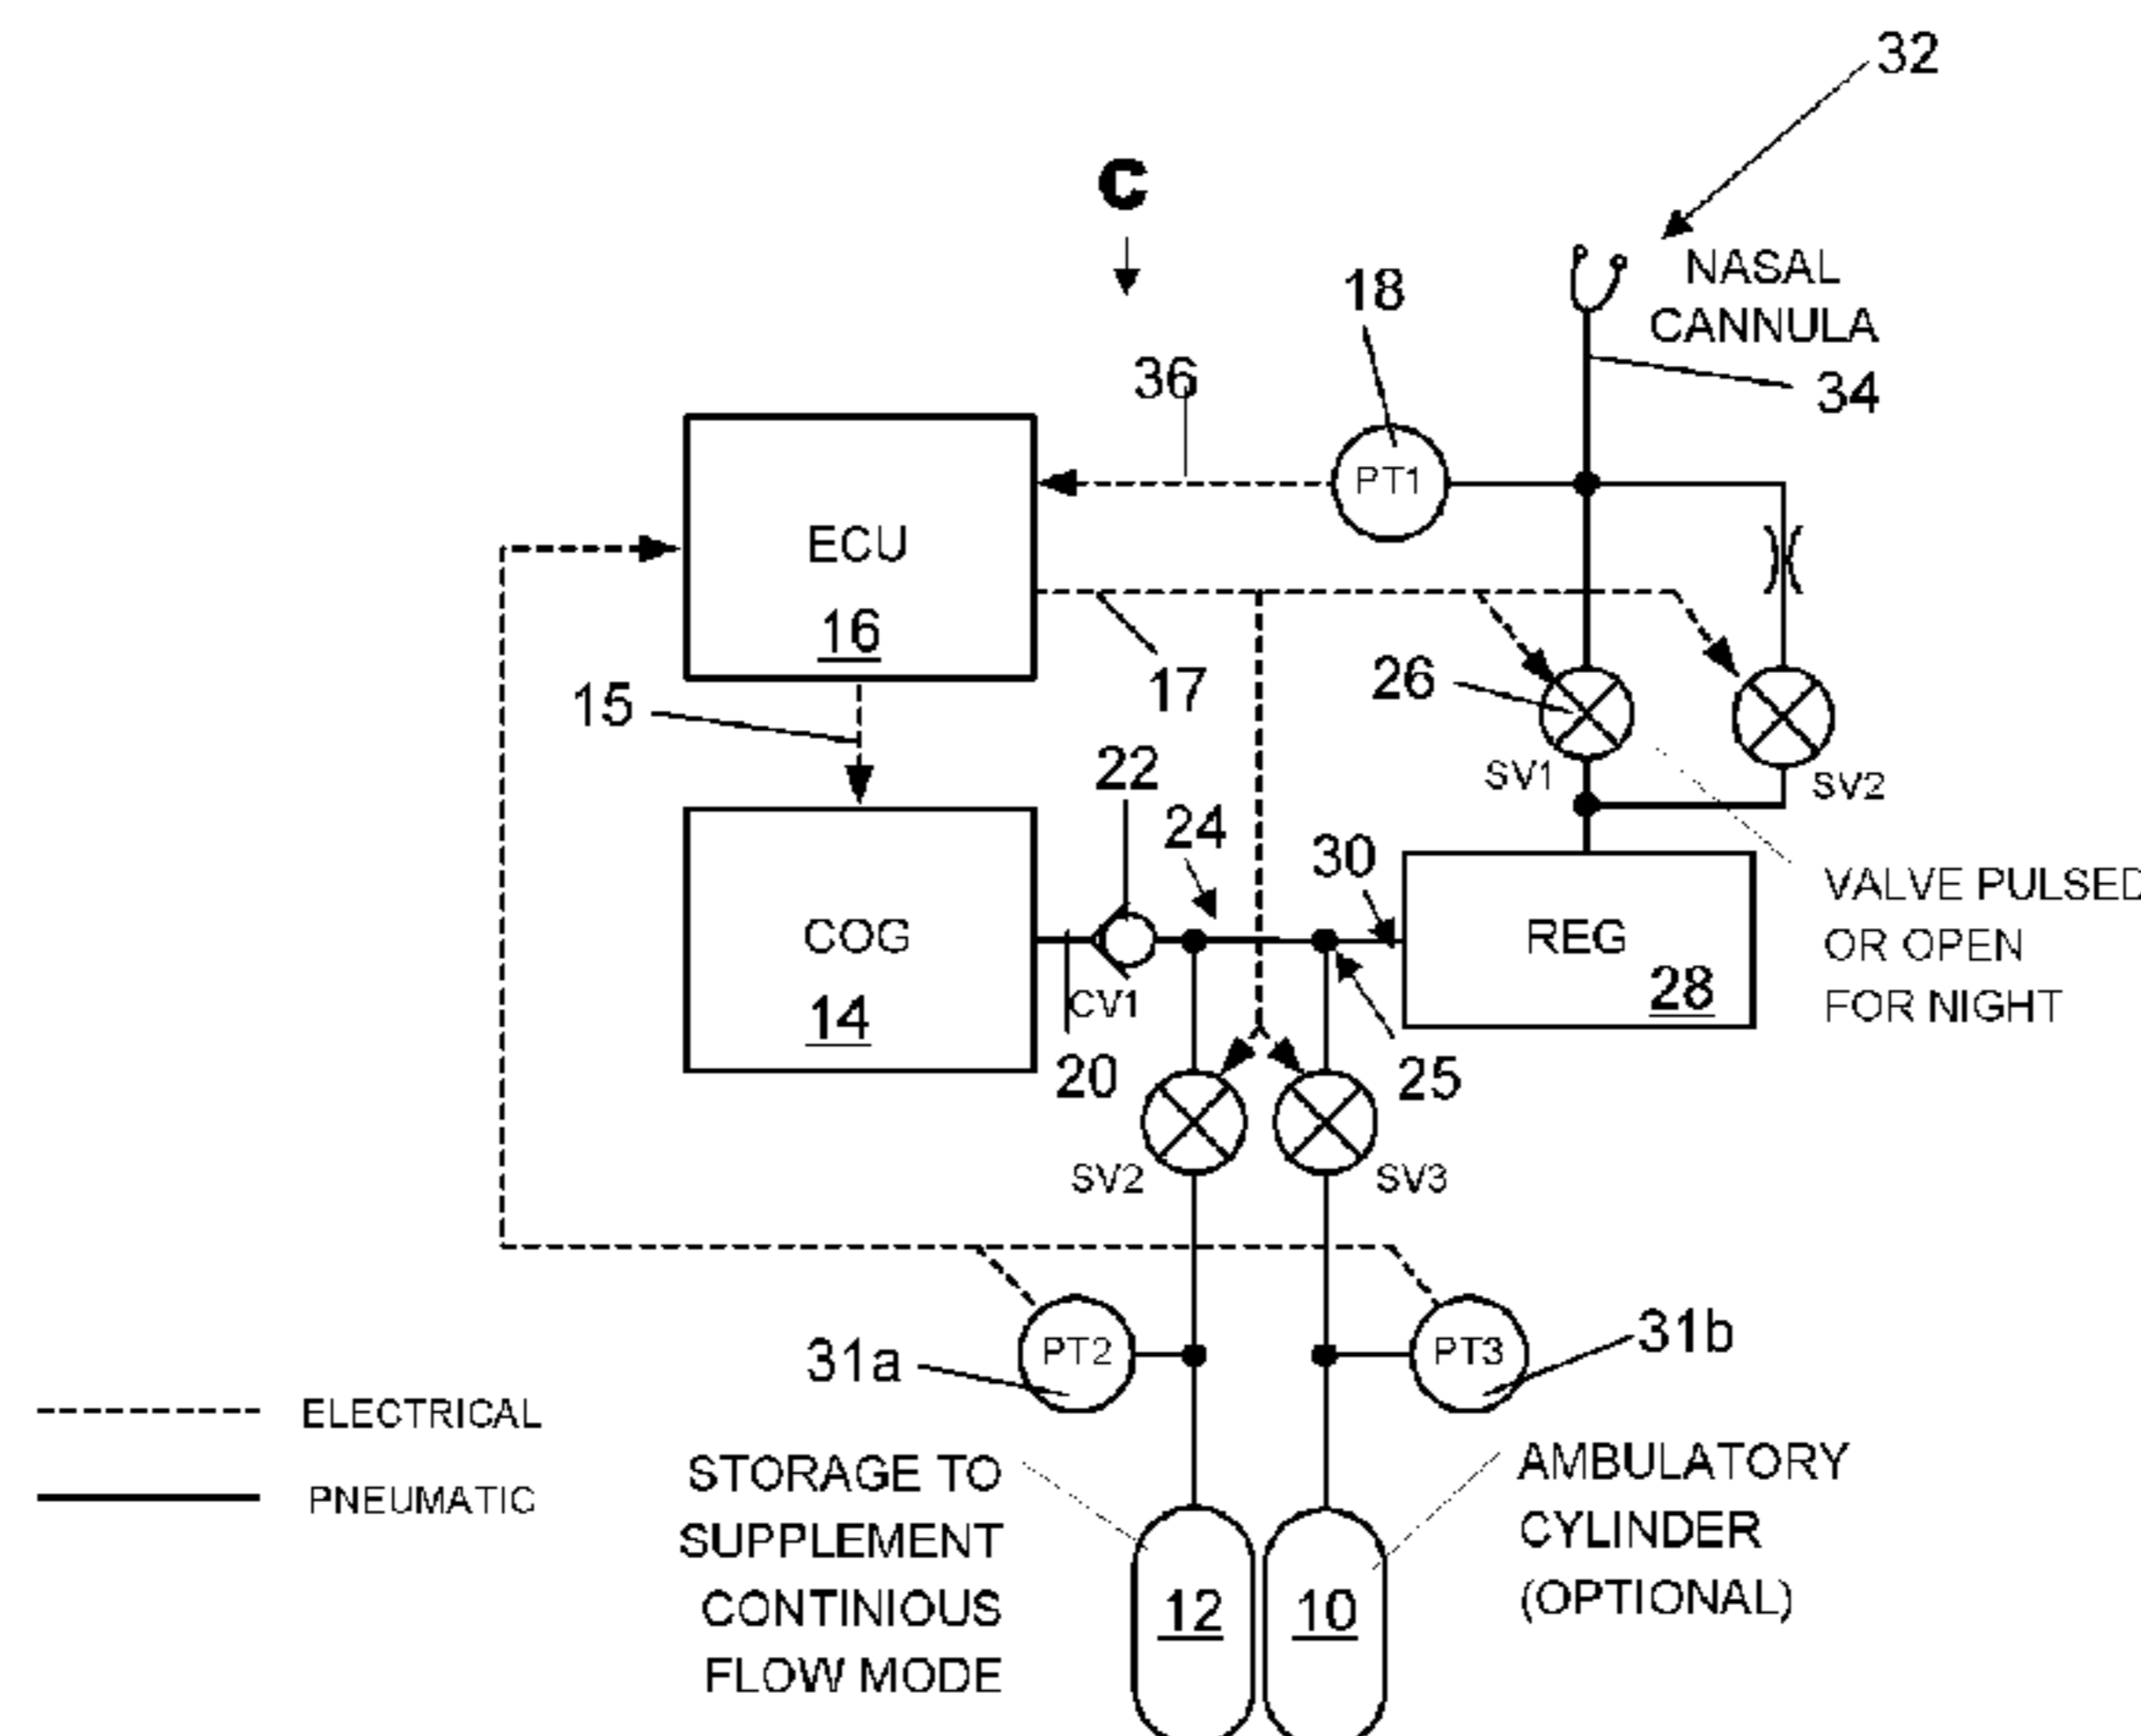 32
C
NASAL
CANNULA
18
36
34
PT1
ECU
16
17
15
26
SV1
SV2
22
24
30
VALVE PULSED
OR OPEN
FOR NIGHT
COG
14
CV1
20
REG
28
25
SV2
SV3
PT2
PT3
31a
31b
ELECTRICAL
PNEUMATIC
STORAGE TO
SUPPLEMENT
CONTINIOUS
FLOW MODE
12
10
AMBULATORY
CYLINDER
(OPTIONAL)